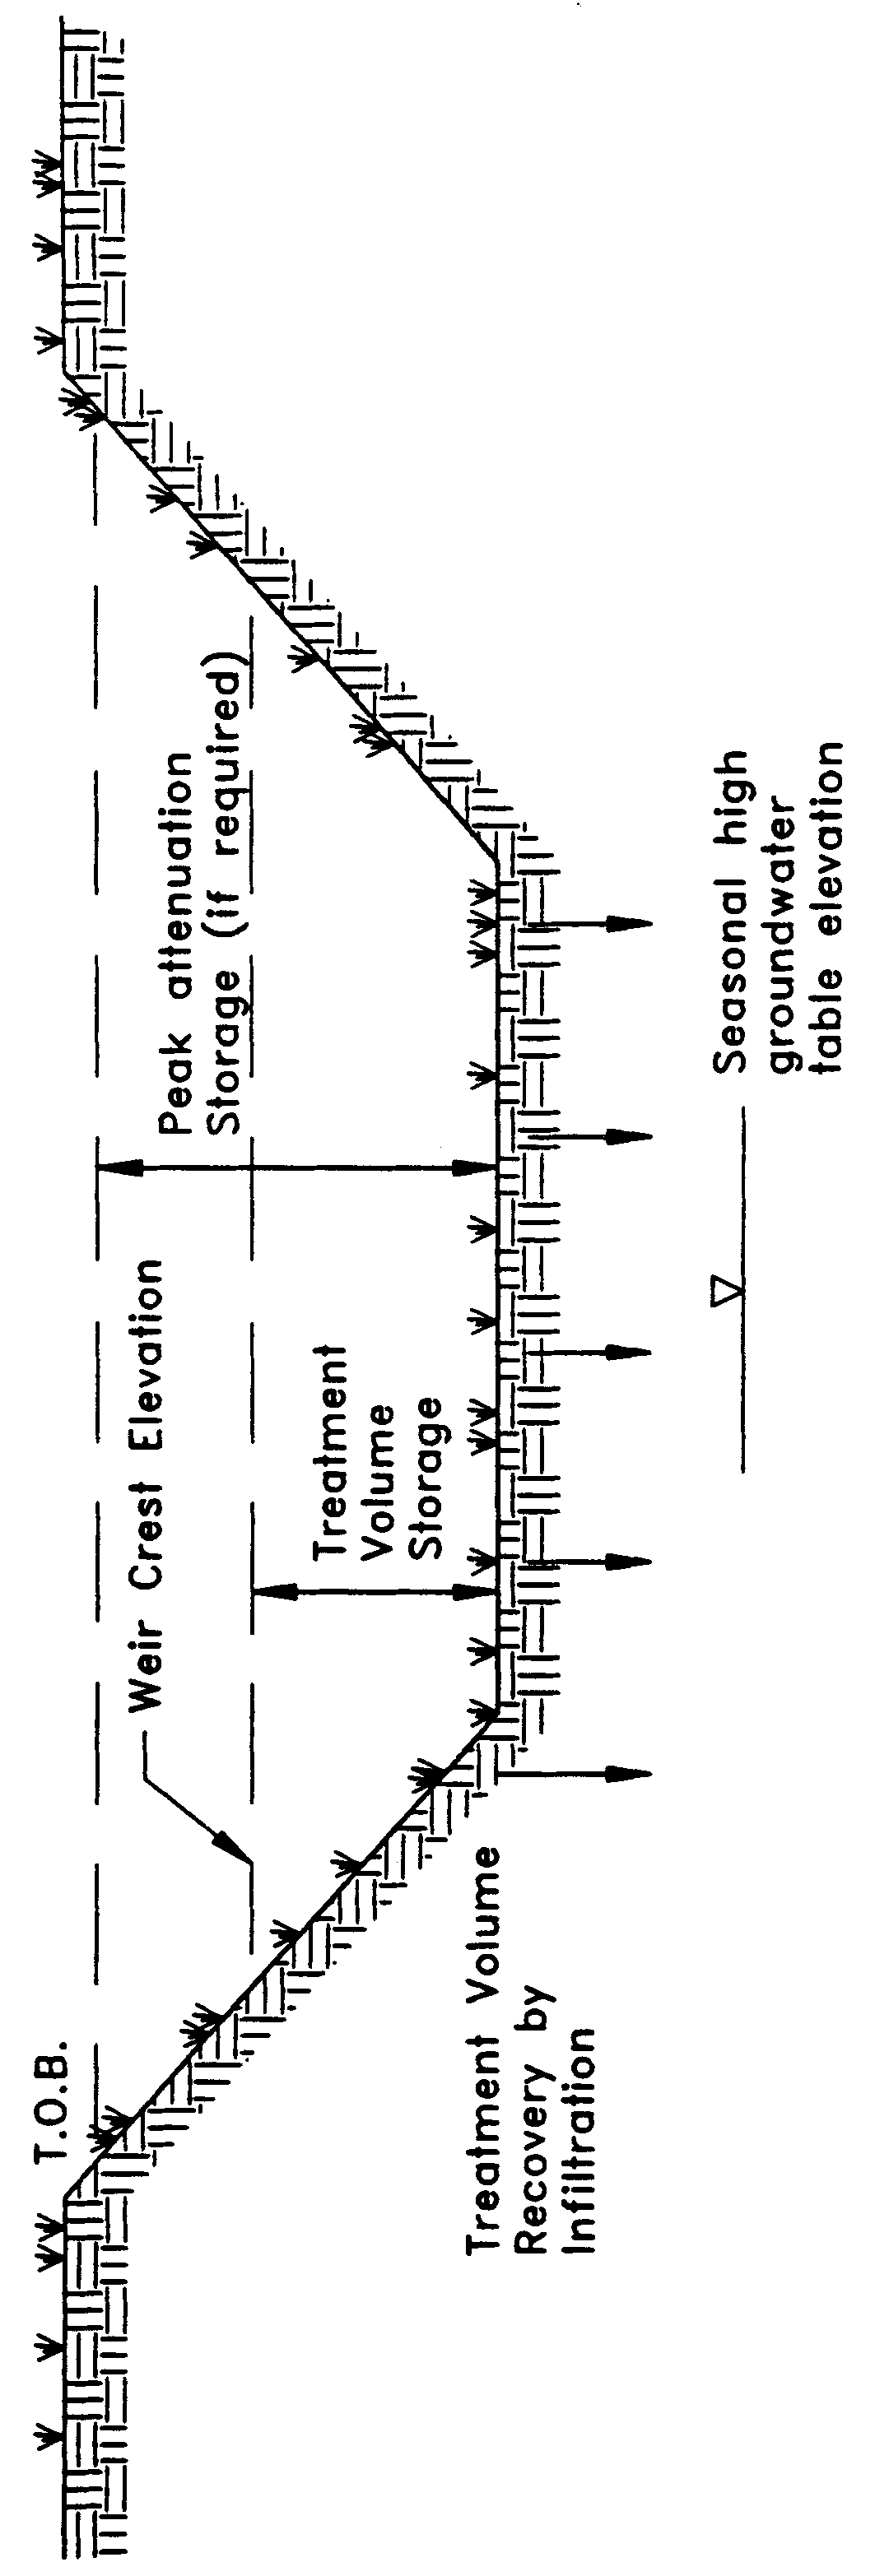 T.O.B.
Weir Crest Elevation
Peak attenuation
Storage (if required)
Treatment
Volume
Storage
Treatment Volume
Recovery by
Infiltration
Seasonal high
groundwater
table elevation